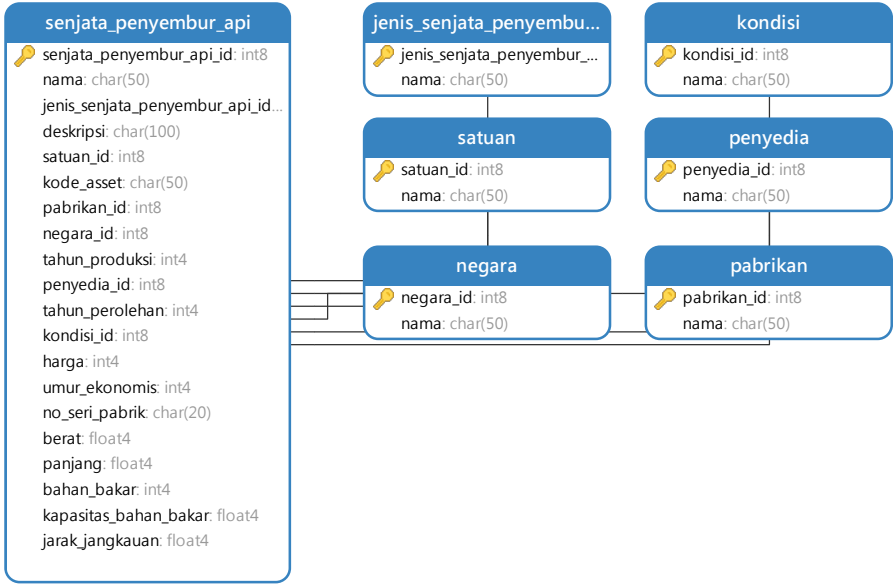 senjata_penyembur_api
senjata_penyembur_api_id: int8
nama: char(50)
jenis_senjata_penyembur_api_id...
deskripsi: char(100)
satuan_id: int8
kode_asset: char(50)
pabrikan_id: int8
negara_id: int8
tahun_produksi: int4
penyedia_id: int8
tahun_perolehan: int4
kondisi_id: int8
harga: int4
umur_ekonomis: int4
no_seri_pabrik: char(20)
berat: float4
panjang: float4
bahan_bakar: int4
kapasitas_bahan_bakar: float4
jarak_jangkauan: float4
jenis_senjata_penyembu...
jenis_senjata_penyembur_...
nama: char(50)
kondisi
kondisi_id: int8
nama: char(50)
satuan
satuan_id: int8
nama: char(50)
penyedia
penyedia_id: int8
nama: char(50)
negara
negara_id: int8
nama: char(50)
pabrikan
pabrikan_id: int8
nama: char(50)